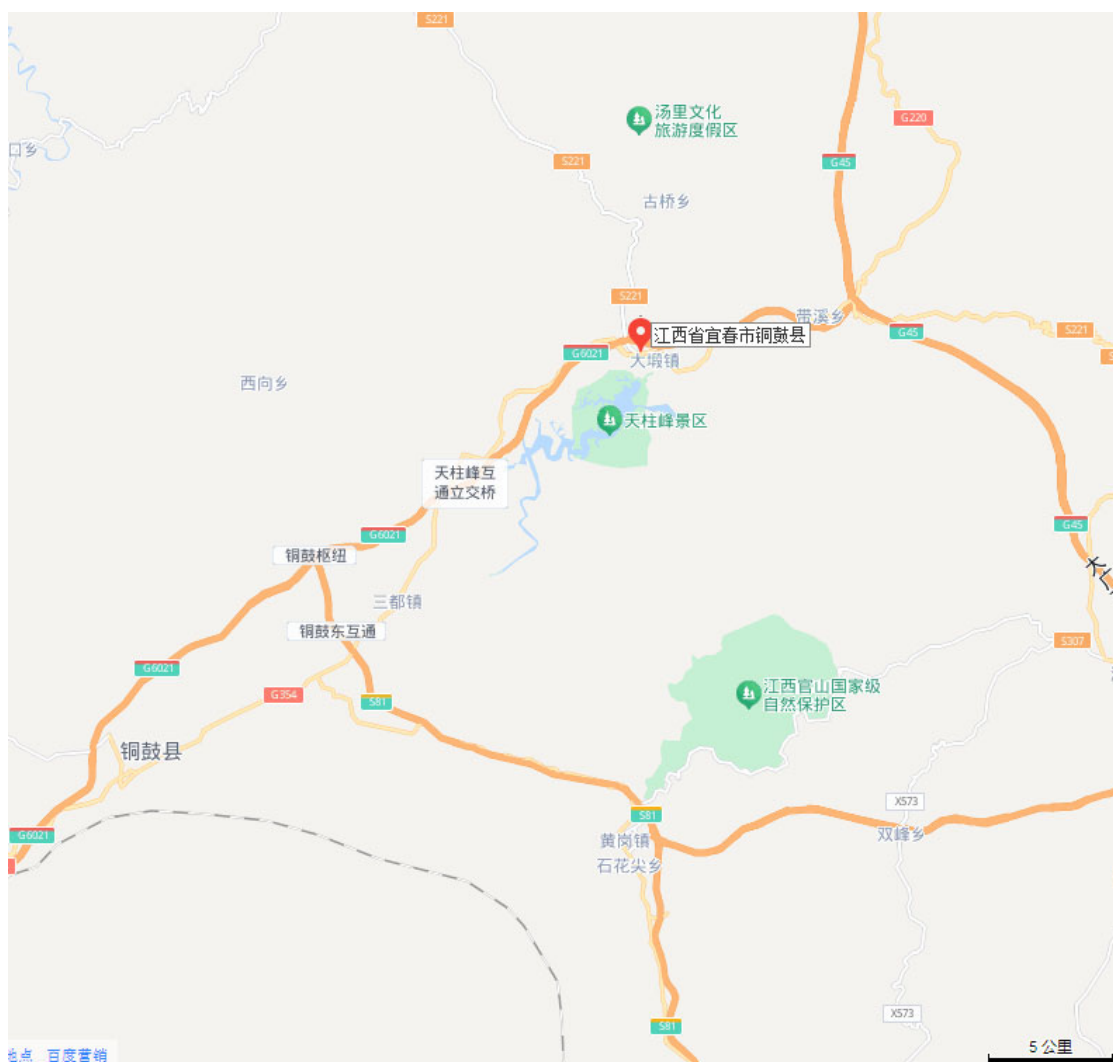 S221
汤里文化
旅游度假区
G220
口乡
S221
G45
古桥乡
S221
带溪乡
江西省宜春市铜鼓县
G45
S221
G6021
大塅镇
西向乡
天柱峰景区
天柱峰互
通立交桥
G45
G6021
铜鼓枢纽
大广
三都镇
铜鼓东互通
S307
G6021
江西官山国家级
自然保护区
G354
S81
铜鼓县
X573
S81
G6021
双峰乡
黄岗镇
石花尖乡
X573
S81
5 公里
地点 百度营销